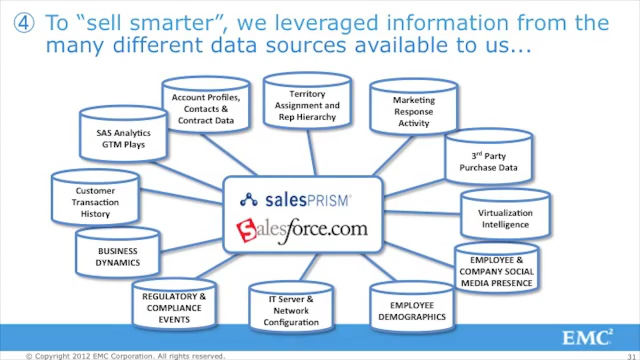 ④ To “sell smarter”, we leveraged information from the
many different data sources available to us...
Account Profiles,
Contacts &
Contract Data
Territory
Assignment and
Rep Hierarchy
Marketing
Response
Activity
SAS Analytics
GTM Plays
3rd Party
Purchase Data
Customer
Transaction
History
salesPRISM®
salesforce.com
Virtualization
Intelligence
BUSINESS
DYNAMICS
EMPLOYEE &
COMPANY SOCIAL
MEDIA PRESENCE
REGULATORY &
COMPLIANCE
EVENTS
IT Server &
Network
Configuration
EMPLOYEE
DEMOGRAPHICS
EMC²
© Copyright 2012 EMC Corporation. All rights reserved.
31